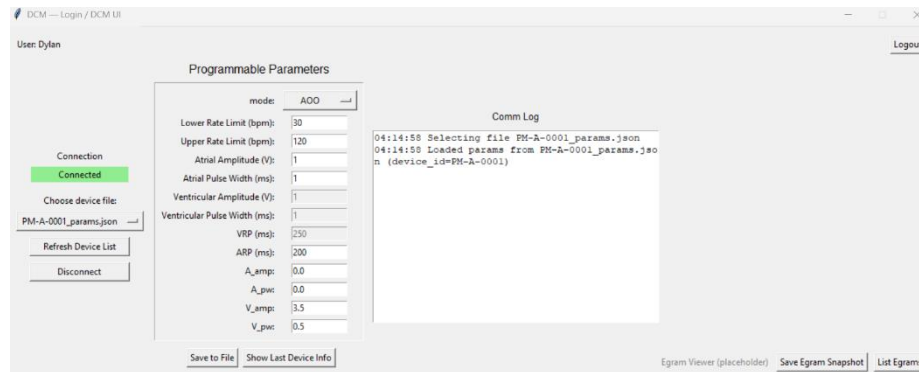 DCM — Login / DCM UI
User: Dylan
Logou
Programmable Parameters
mode: AOO
Lower Rate Limit (bpm): 30
Upper Rate Limit (bpm): 120
Atrial Amplitude (V): 1
Atrial Pulse Width (ms): 1
Ventricular Amplitude (V): 1
Ventricular Pulse Width (ms): 1
VRP (ms): 250
ARP (ms): 200
A_amp: 0.0
A_pw: 0.0
V_amp: 3.5
V_pw: 0.5
Save to File Show Last Device Info
Connection
Connected
Choose device file:
PM-A-0001_params.json
Refresh Device List
Disconnect
Comm Log
04:14:58 Selecting file PM-A-0001_params.json
04:14:58 Loaded params from PM-A-0001_params.jso
n (device_id=PM-A-0001)
Egram Viewer (placeholder) Save Egram Snapshot List Egram